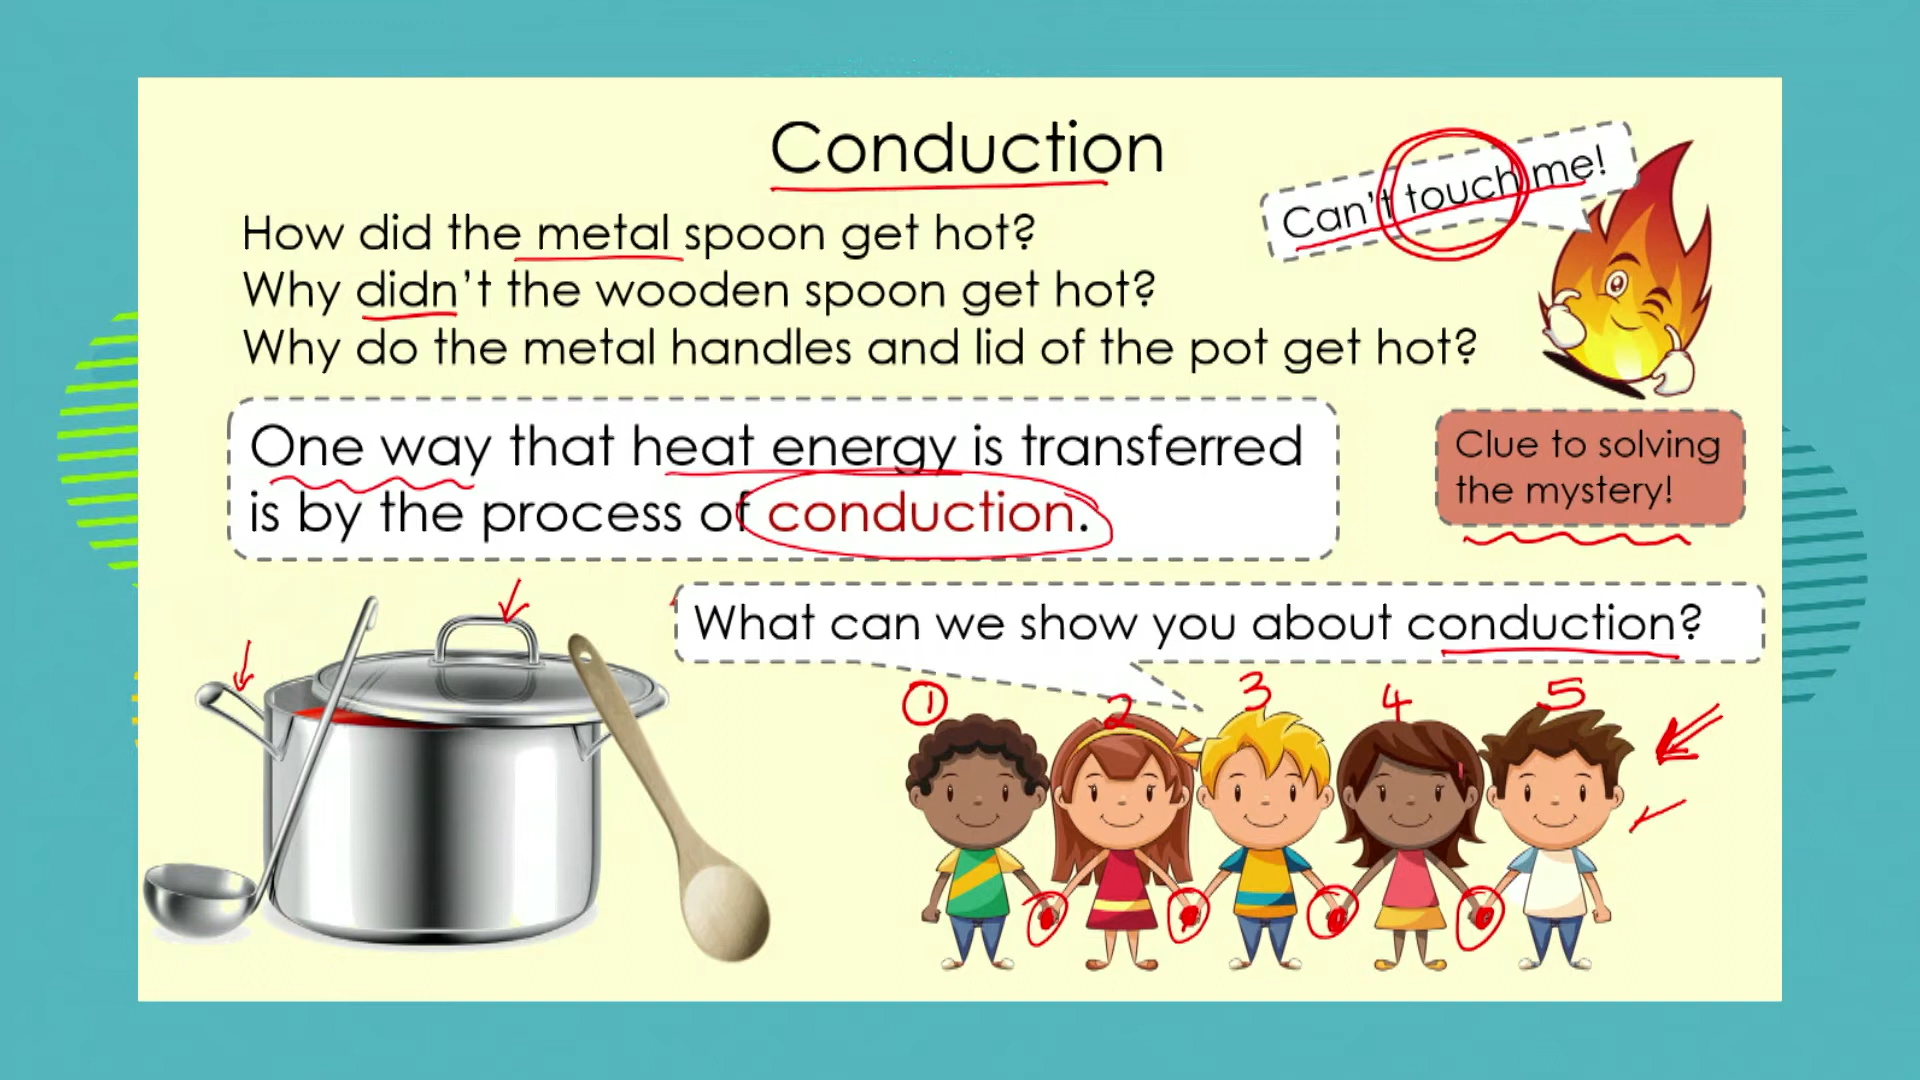 Conduction
Can't touch me!
How did the metal spoon get hot?
Why didn't the wooden spoon get hot?
Why do the metal handles and lid of the pot get hot?
One way that heat energy is transferred
is by the process of conduction.
Clue to solving
the mystery!
What can we show you about conduction?
1 2 3 4 5